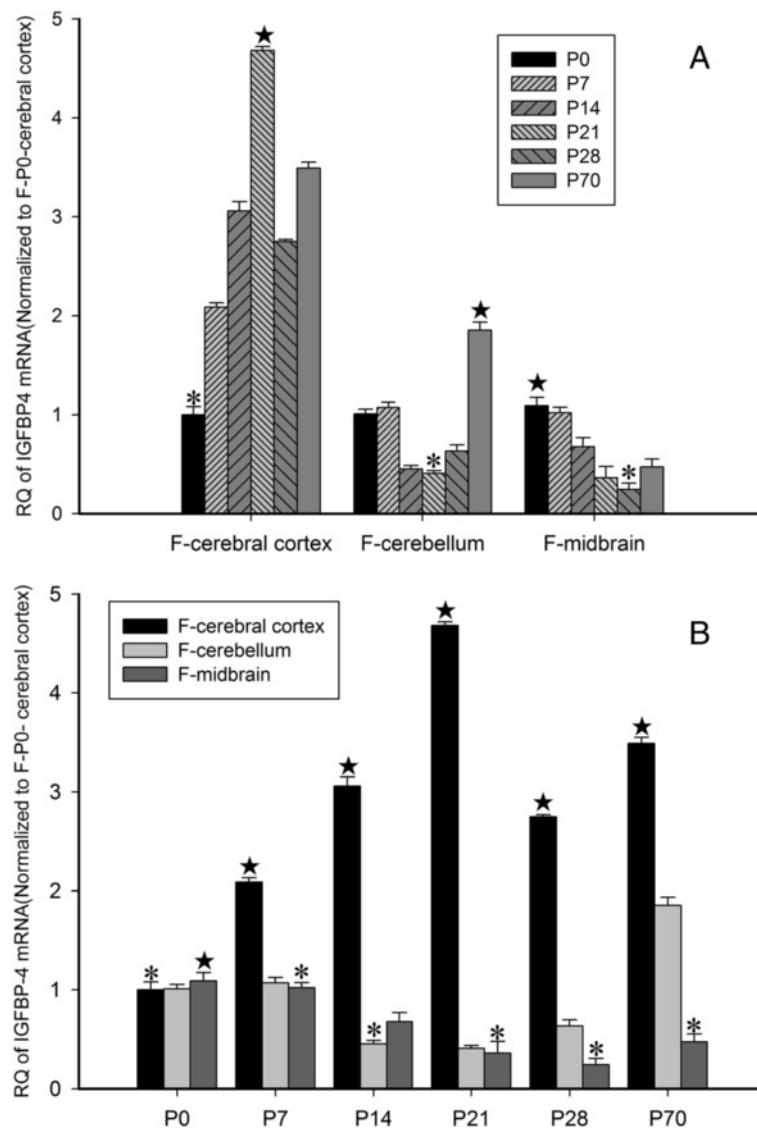 A
P0
P7
P14
P21
P28
P70
RQ of IGFBP4 mRNA(Normalized to F-P0-cerebral cortex)
5
4
3
2
1
0
★
*
*
★
★
*
F-cerebral cortex
F-cerebellum
F-midbrain
B
F-cerebral cortex
F-cerebellum
F-midbrain
RQ of IGFBP-4 mRNA(Normalized to F-P0- cerebral cortex)
5
4
3
2
1
0
*
★
★
*
★
*
★
*
★
*
★
*
P0
P7
P14
P21
P28
P70